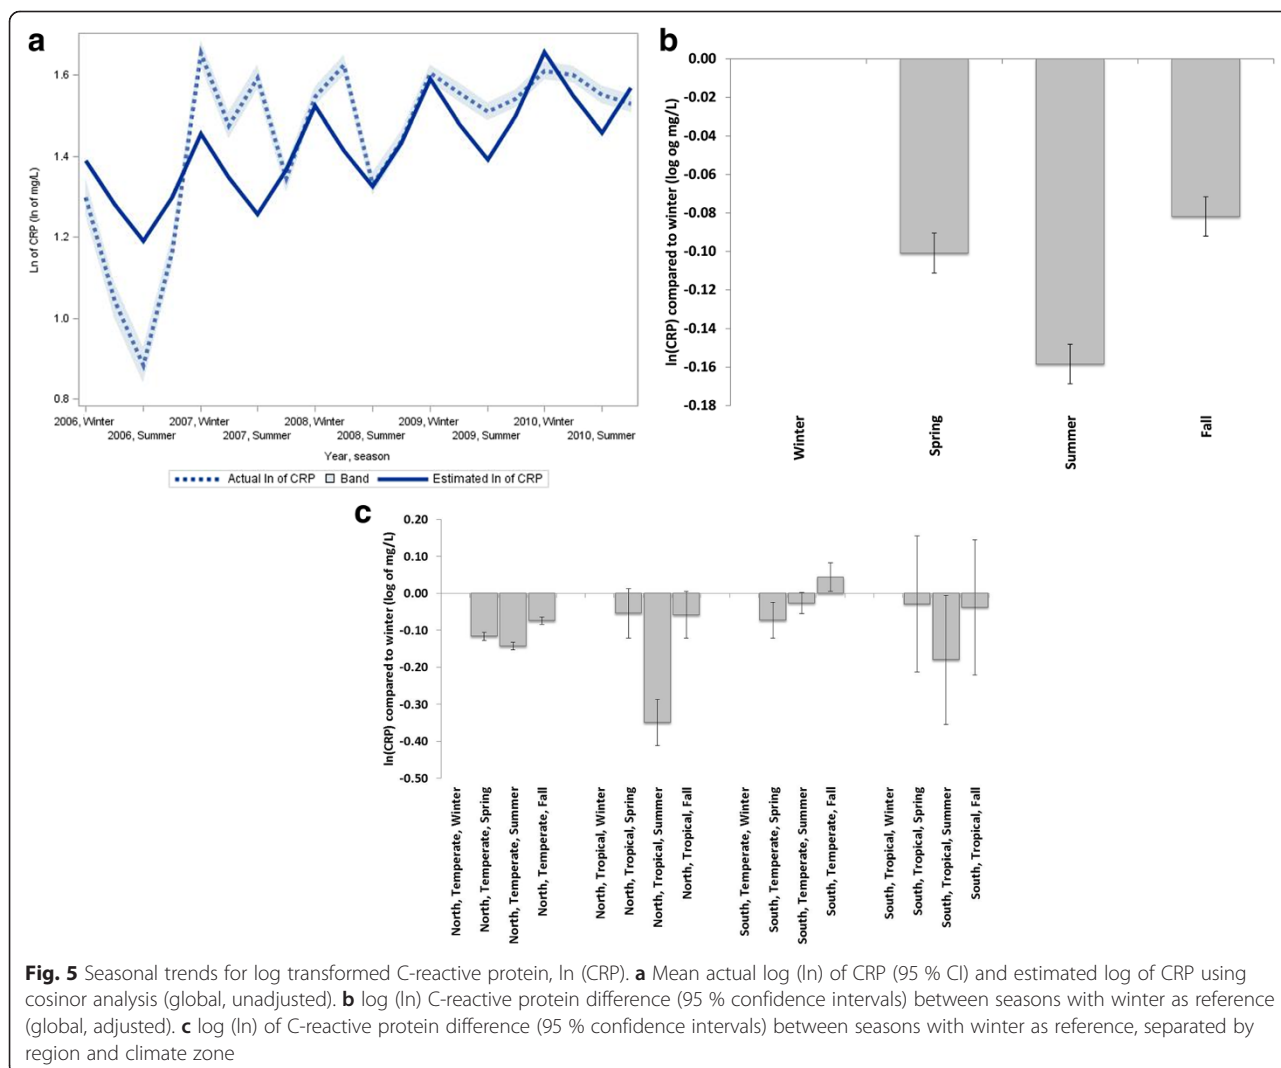 a
Ln of CRP (ln of mg/L)
1.6
1.4
1.2
1.0
0.8
2006, Winter
2006, Summer
2007, Winter
2007, Summer
2008, Winter
2008, Summer
2009, Winter
2009, Summer
2010, Winter
2010, Summer
Year, season
Actual ln of CRP Band Estimated ln of CRP
b
ln(CRP) compared to winter (log og mg/L)
0.00
-0.02
-0.04
-0.06
-0.08
-0.10
-0.12
-0.14
-0.16
-0.18
Winter
Spring
Summer
Fall
c
ln(CRP) compared to winter (log of mg/L)
0.20
0.10
0.00
-0.10
-0.20
-0.30
-0.40
-0.50
North, Temperate, Winter
North, Temperate, Spring
North, Temperate, Summer
North, Temperate, Fall
North, Tropical, Winter
North, Tropical, Spring
North, Tropical, Summer
North, Tropical, Fall
South, Temperate, Winter
South, Temperate, Spring
South, Temperate, Summer
South, Temperate, Fall
South, Tropical, Winter
South, Tropical, Spring
South, Tropical, Summer
South, Tropical, Fall
Fig. 5 Seasonal trends for log transformed C-reactive protein, ln (CRP). a Mean actual log (ln) of CRP (95 % CI) and estimated log of CRP using
cosinor analysis (global, unadjusted). b log (ln) C-reactive protein difference (95 % confidence intervals) between seasons with winter as reference
(global, adjusted). c log (ln) of C-reactive protein difference (95 % confidence intervals) between seasons with winter as reference, separated by
region and climate zone